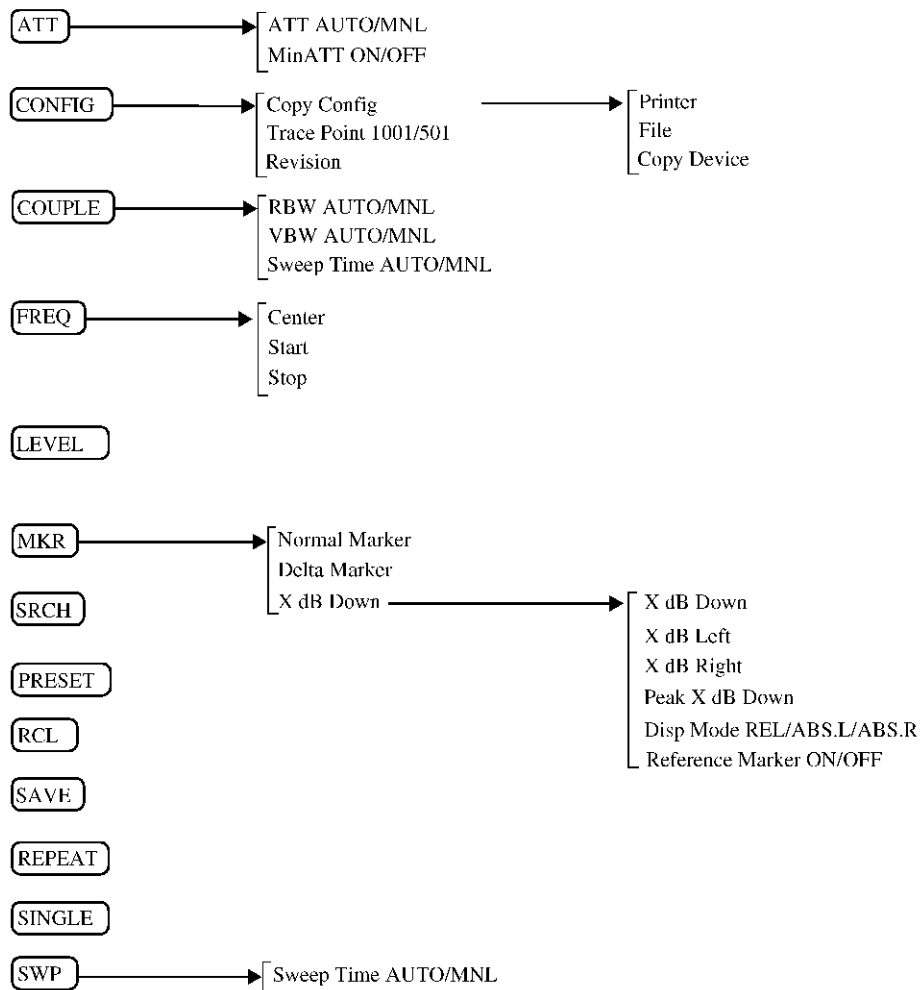 ATT
ATT AUTO/MNL
MinATT ON/OFF
CONFIG
Copy Config
Trace Point 1001/501
Revision
Printer
File
Copy Device
COUPLE
RBW AUTO/MNL
VBW AUTO/MNL
Sweep Time AUTO/MNL
FREQ
Center
Start
Stop
LEVEL
MKR
Normal Marker
Delta Marker
X dB Down
X dB Down
X dB Left
X dB Right
Peak X dB Down
Disp Mode REL/ABS.L/ABS.R
Reference Marker ON/OFF
SRCH
PRESET
RCL
SAVE
REPEAT
SINGLE
SWP
Sweep Time AUTO/MNL